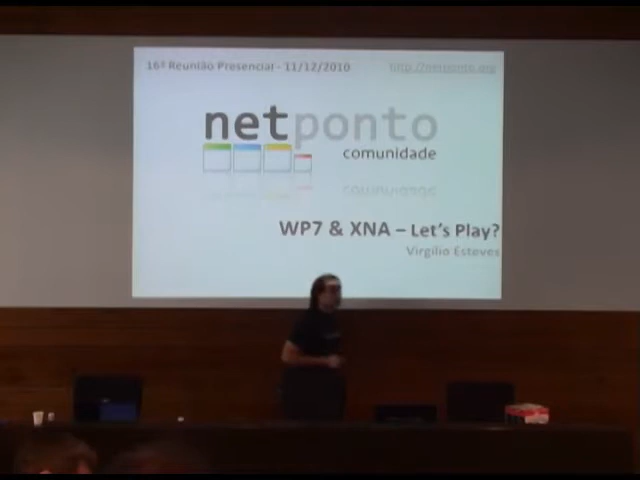 16ª Reunião Presencial - 11/12/2010
http://netponto.org
netponto
comunidade
WP7 & XNA – Let's Play?
Virgílio Esteves